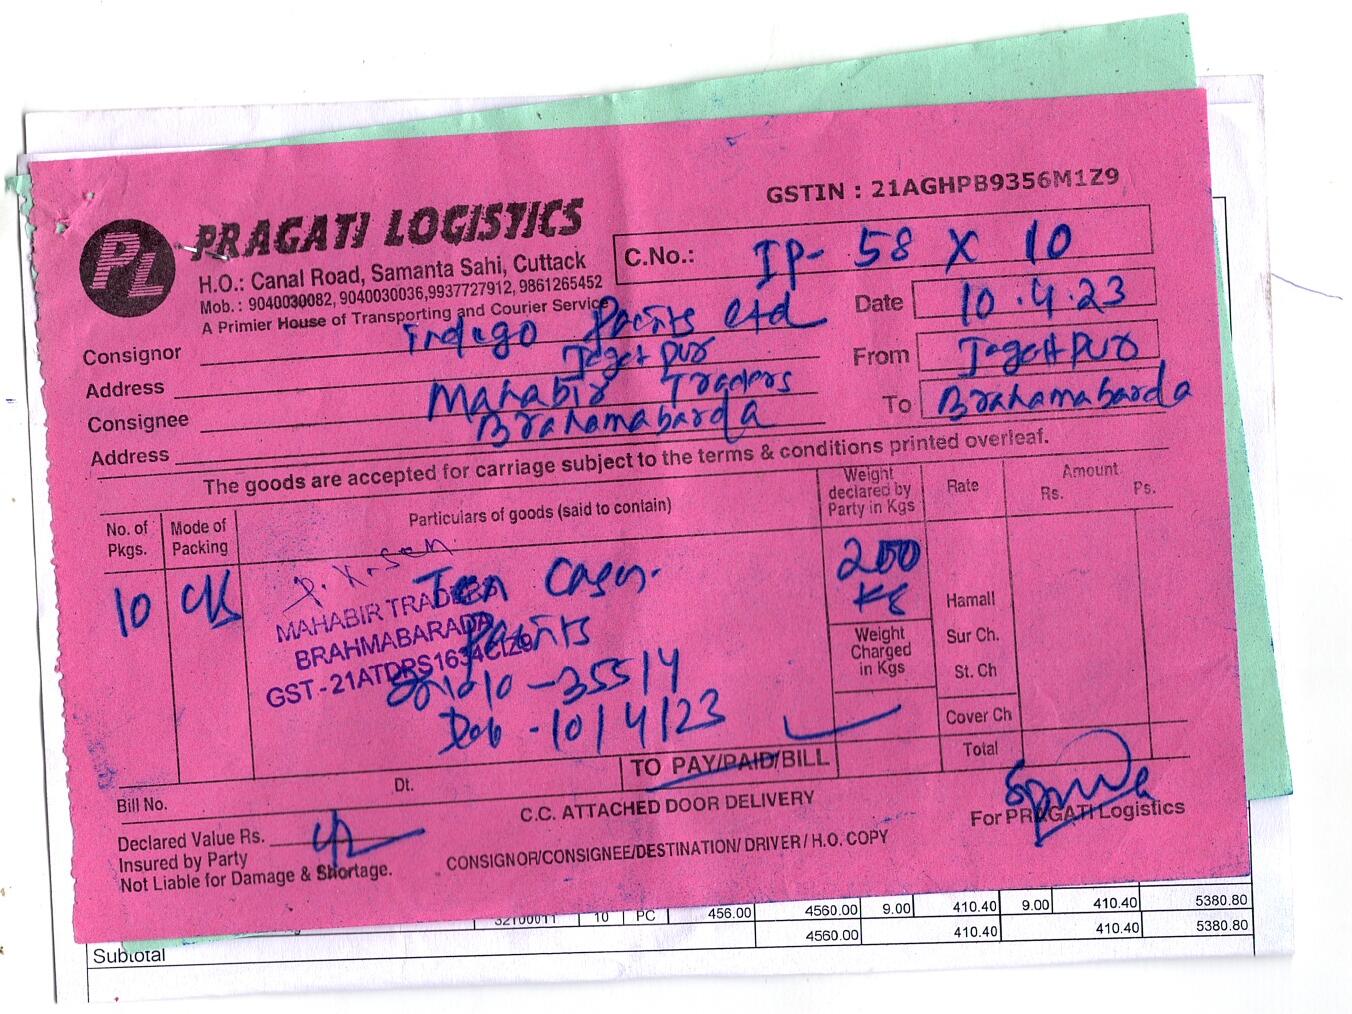 GSTIN : 21AGHPB9356M1Z9
PL PRAGATI LOGISTICS
H.O.: Canal Road, Samanta Sahi, Cuttack
Mob.: 9040030082, 9040030036,9937727912, 9861265452
A Primier House of Transporting and Courier Service
C.No.: IP- 58 X 10
Date 10.4.23
Consignor Indigo Paints Ltd
From Jagatpur
Address Jagatpur
Consignee Mahabir Traders
To Brahamabarda
Address Brahamabarda
The goods are accepted for carriage subject to the terms & conditions printed overleaf.
No. of Pkgs. Mode of Packing Particulars of goods (said to contain) Weight declared by Party in Kgs Rate Amount Rs. Ps.
10 C/s Ten Cases. 200 Kg
MAHABIR TRADERS
Paints
BRAHMABARADA
GST - 21ATDPS1634C1Z9
-35514
-10/4/23
Hamall
Weight Charged in Kgs
Sur Ch.
St. Ch
Cover Ch
Total
TO PAY/PAID/BILL
Bill No. Dt.
C.C. ATTACHED DOOR DELIVERY
Declared Value Rs.
For PRAGATI Logistics
Insured by Party
Not Liable for Damage & Shortage.
CONSIGNOR/CONSIGNEE/DESTINATION/ DRIVER / H.O. COPY
32100011 10 PC 456.00 4560.00 9.00 410.40 9.00 410.40 5380.80
Subtotal 4560.00 410.40 410.40 5380.80